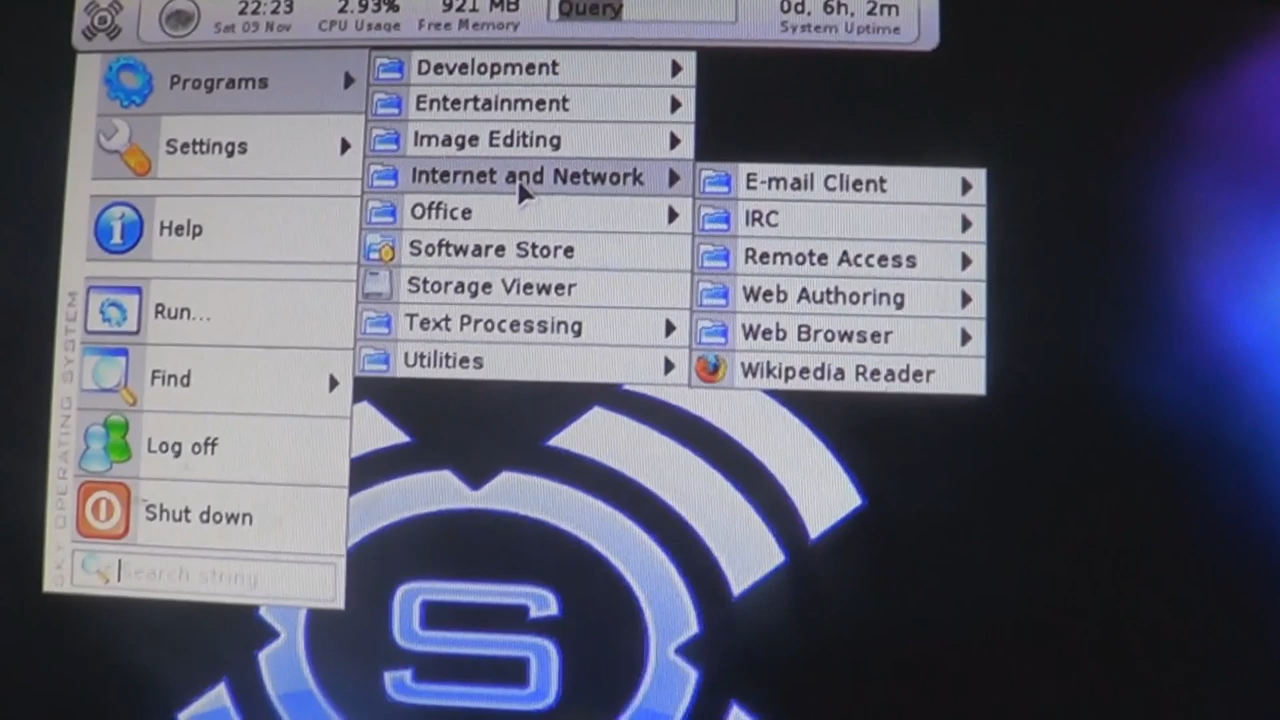 22:23
Sat 09 Nov
2.93%
CPU Usage
921 MB
Free Memory
Query
0d, 6h, 2m
System Uptime
Programs
Settings
Help
Run...
Find
Log off
Shut down
Search string
SKY OPERATING SYSTEM
Development
Entertainment
Image Editing
Internet and Network
Office
Software Store
Storage Viewer
Text Processing
Utilities
E-mail Client
IRC
Remote Access
Web Authoring
Web Browser
Wikipedia Reader
S